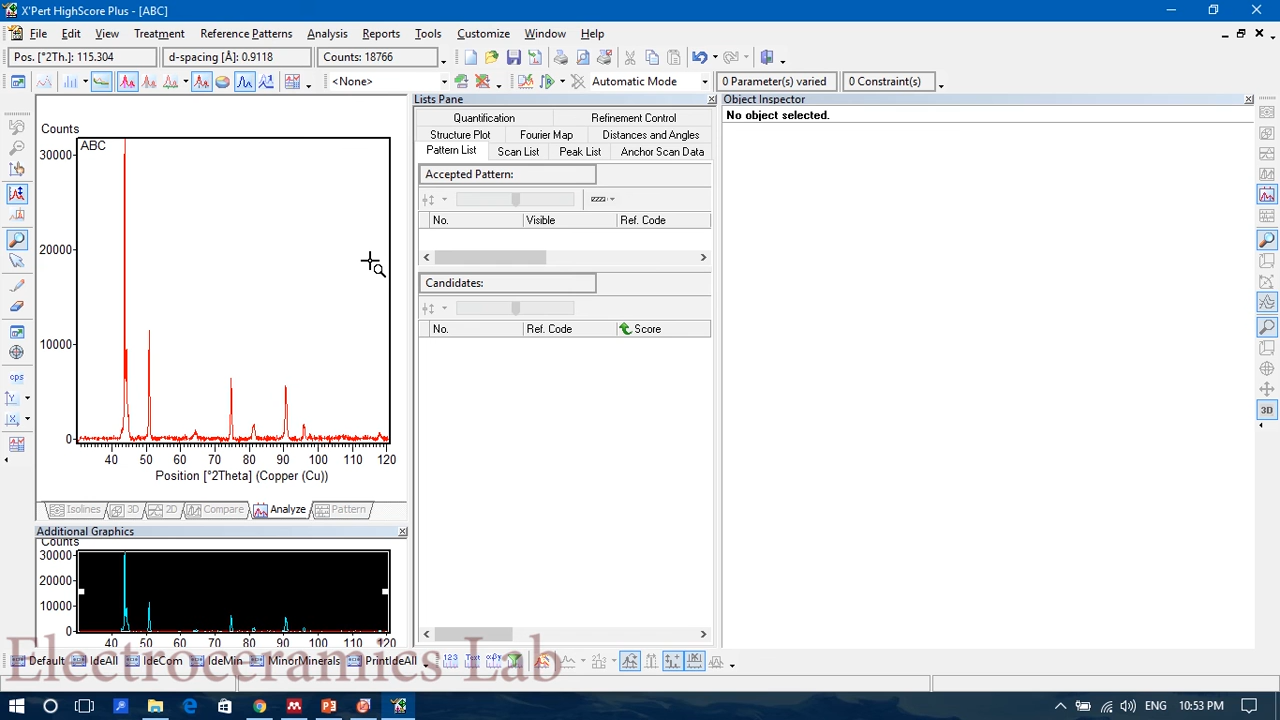 X'Pert HighScore Plus - [ABC]
File Edit View Treatment Reference Patterns Analysis Reports Tools Customize Window Help
Pos. [°2Th.]: 115.304 d-spacing [Å]: 0.9118 Counts: 18766
<None> Automatic Mode 0 Parameter(s) varied 0 Constraint(s)
Lists Pane
Object Inspector
Quantification Refinement Control
No object selected.
Structure Plot Fourier Map Distances and Angles
Pattern List Scan List Peak List Anchor Scan Data
Counts
ABC
30000
20000
10000
0
40 50 60 70 80 90 100 110 120
Position [°2Theta] (Copper (Cu))
Accepted Pattern:
No. Visible Ref. Code
Candidates:
No. Ref. Code Score
cps
Y
X
3D
Isolines 3D 2D Compare Analyze Pattern
Additional Graphics
Counts
30000
20000
10000
0
40 50 60 70 80 90 100 110 120
Electroceramics Lab
Default IdeAll IdeCom IdeMin MinorMinerals PrintIdeAll 123 Text
ENG 10:53 PM